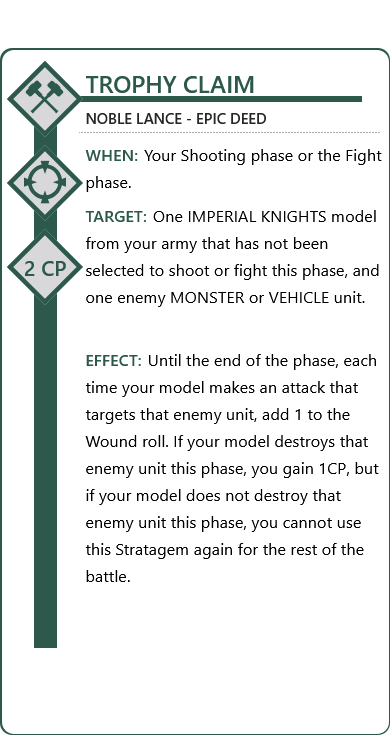 TROPHY CLAIM
NOBLE LANCE - EPIC DEED
WHEN: Your Shooting phase or the Fight
phase.
TARGET: One IMPERIAL KNIGHTS model
from your army that has not been
selected to shoot or fight this phase, and
one enemy MONSTER or VEHICLE unit.
2 CP
EFFECT: Until the end of the phase, each
time your model makes an attack that
targets that enemy unit, add 1 to the
Wound roll. If your model destroys that
enemy unit this phase, you gain 1CP, but
if your model does not destroy that
enemy unit this phase, you cannot use
this Stratagem again for the rest of the
battle.